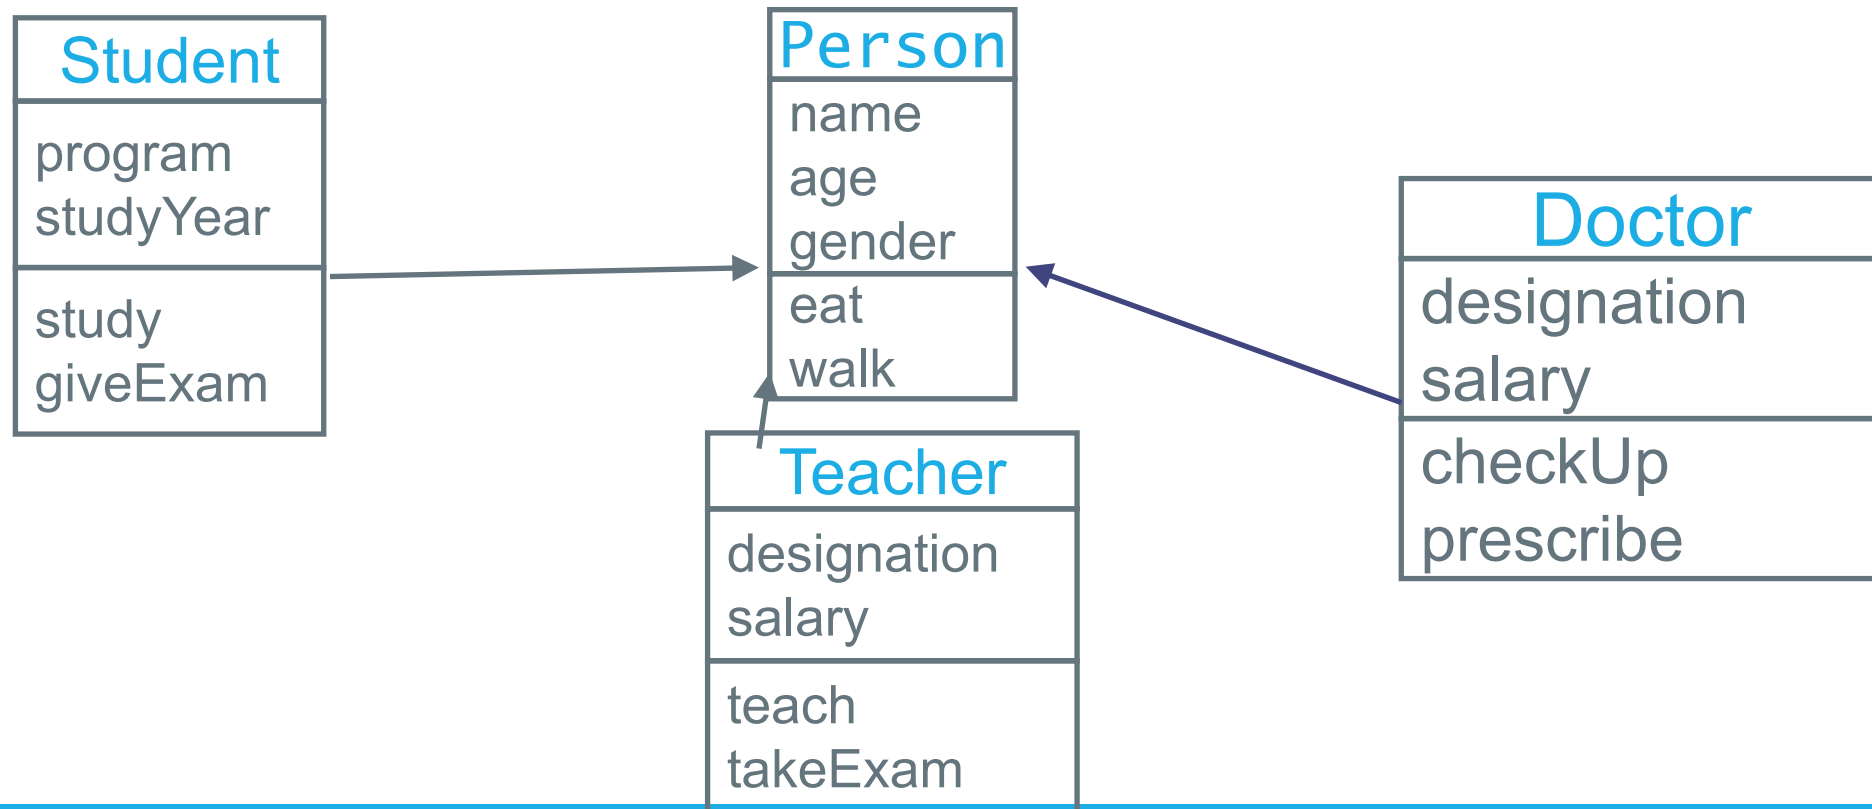 Student
program
studyYear
study
giveExam
Person
name
age
gender
eat
walk
Teacher
designation
salary
teach
takeExam
Doctor
designation
salary
checkUp
prescribe